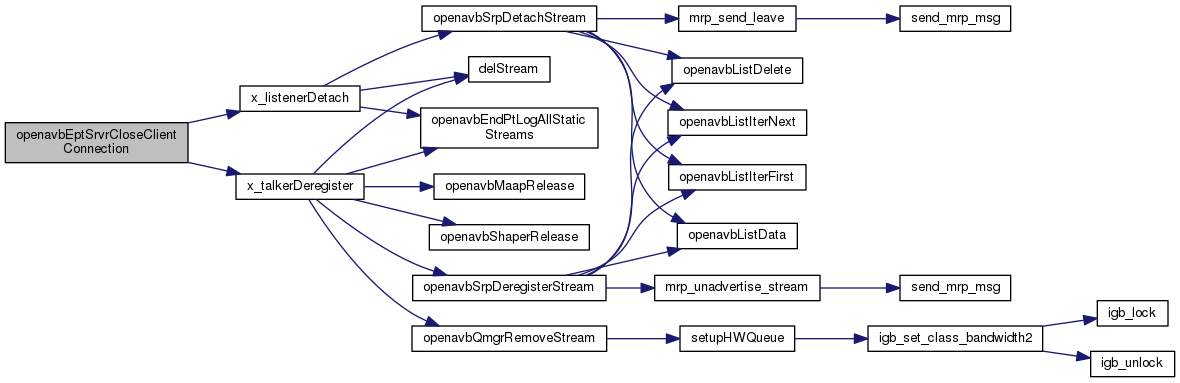 openavbEptSrvrCloseClient
Connection
x_listenerDetach
x_talkerDeregister
openavbSrpDetachStream
delStream
openavbEndPtLogAllStatic
Streams
openavbMaapRelease
openavbShaperRelease
openavbSrpDeregisterStream
openavbQmgrRemoveStream
mrp_send_leave
openavbListDelete
openavbListIterNext
openavbListIterFirst
openavbListData
mrp_unadvertise_stream
setupHWQueue
send_mrp_msg
send_mrp_msg
igb_set_class_bandwidth2
igb_lock
igb_unlock